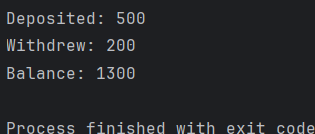 Deposited: 500
Withdrew: 200
Balance: 1300
Process finished with exit code